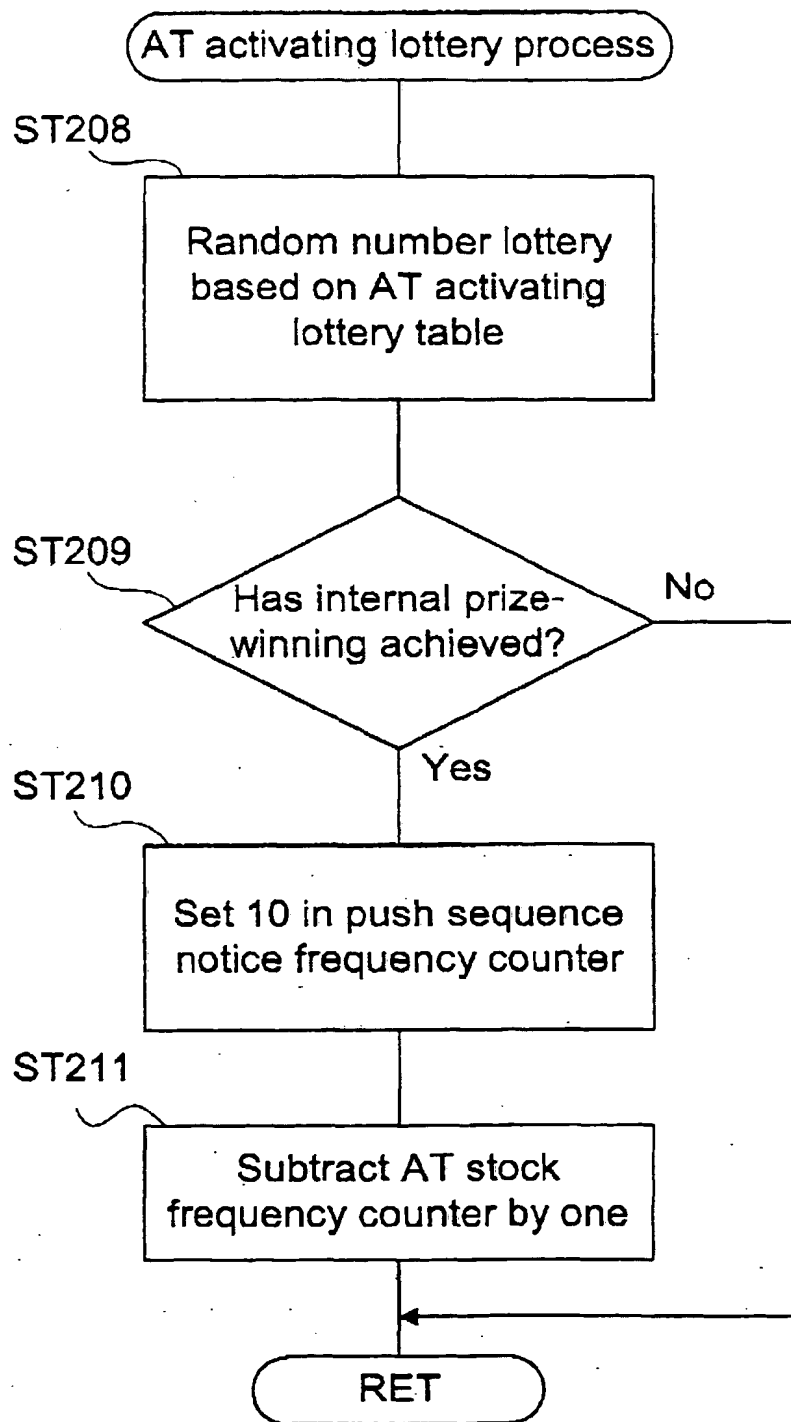 AT activating lottery process
ST208
Random number lottery
based on AT activating
lottery table
ST209
Has internal prize-
winning achieved?
No
Yes
ST210
Set 10 in push sequence
notice frequency counter
ST211
Subtract AT stock
frequency counter by one
RET